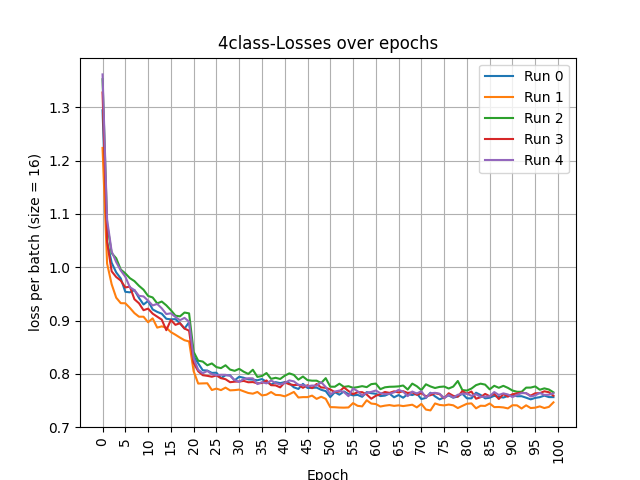 4class-Losses over epochs
loss per batch (size = 16)
1.3
1.2
1.1
1.0
0.9
0.8
0.7
Run 0
Run 1
Run 2
Run 3
Run 4
0 5 10 15 20 25 30 35 40 45 50 55 60 65 70 75 80 85 90 95 100
Epoch